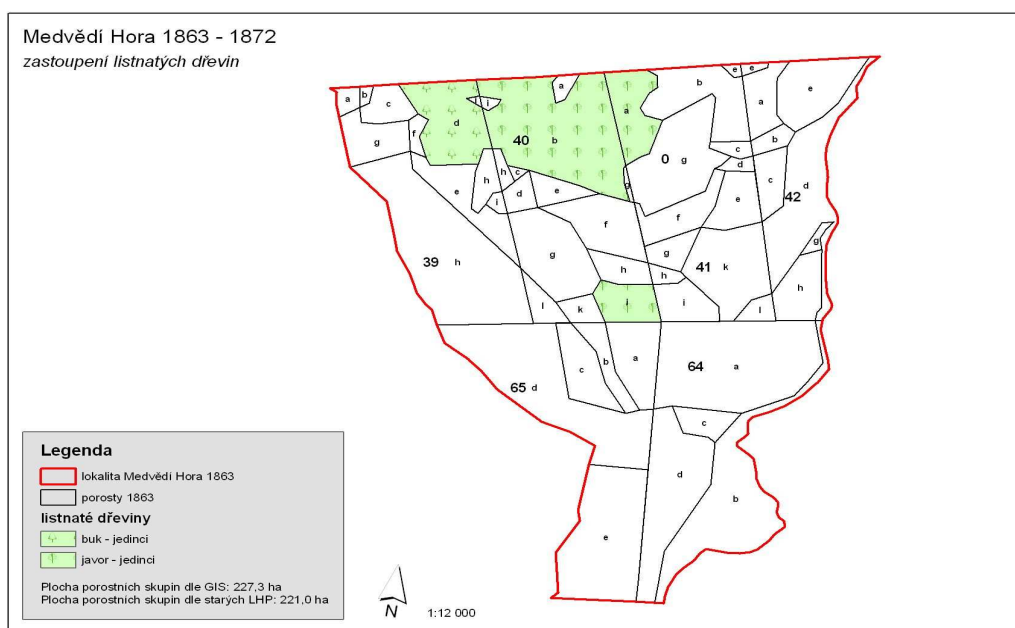 Medvědí Hora 1863 - 1872
zastoupení listnatých dřevin
a b c d i a a b e e a e
g f 40 b 0 g c b
h h c d c d 42
e i d e g e
f f
39 h g g g
h h 41 k h
l k i i l
65 d c b a 64 a
c
d b
e
Legenda
lokalita Medvědí Hora 1863
porosty 1863
listnaté dřeviny
buk - jedinci
javor - jedinci
Plocha porostních skupin dle GIS: 227,3 ha
Plocha porostních skupin dle starých LHP: 221,0 ha
N
1:12 000